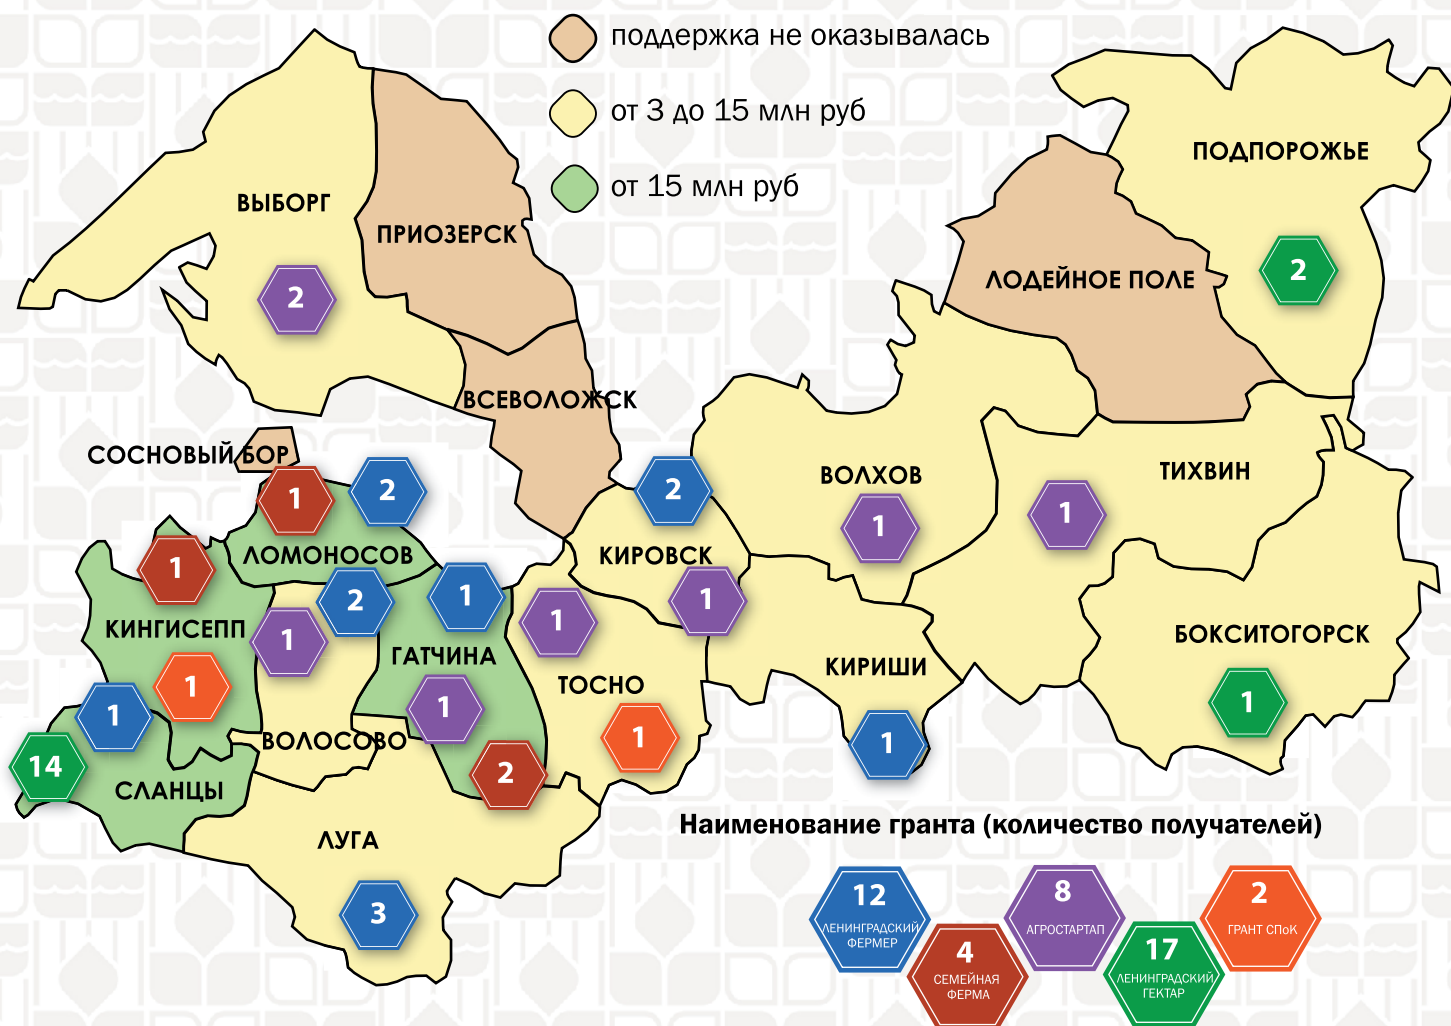 поддержка не оказывалась
от 3 до 15 млн руб
от 15 млн руб
ПОДПОРОЖЬЕ
2
ВЫБОРГ
2
ПРИОЗЕРСК
ЛОДЕЙНОЕ ПОЛЕ
ВСЕВОЛОЖСК
СОСНОВЫЙ БОР
1
2
ЛОМОНОСОВ
2
КИРОВСК
1
ВОЛХОВ
1
ТИХВИН
1
1
КИНГИСЕПП
1
1
2
ВОЛОСОВО
1
ГАТЧИНА
1
2
1
ТОСНО
1
КИРИШИ
1
БОКСИТОГОРСК
1
1
14
СЛАНЦЫ
ЛУГА
3
Наименование гранта (количество получателей)
12
ЛЕНИНГРАДСКИЙ
ФЕРМЕР
4
СЕМЕЙНАЯ
ФЕРМА
8
АГРОСТАРТАП
17
ЛЕНИНГРАДСКИЙ
ГЕКТАР
2
ГРАНТ СПоК